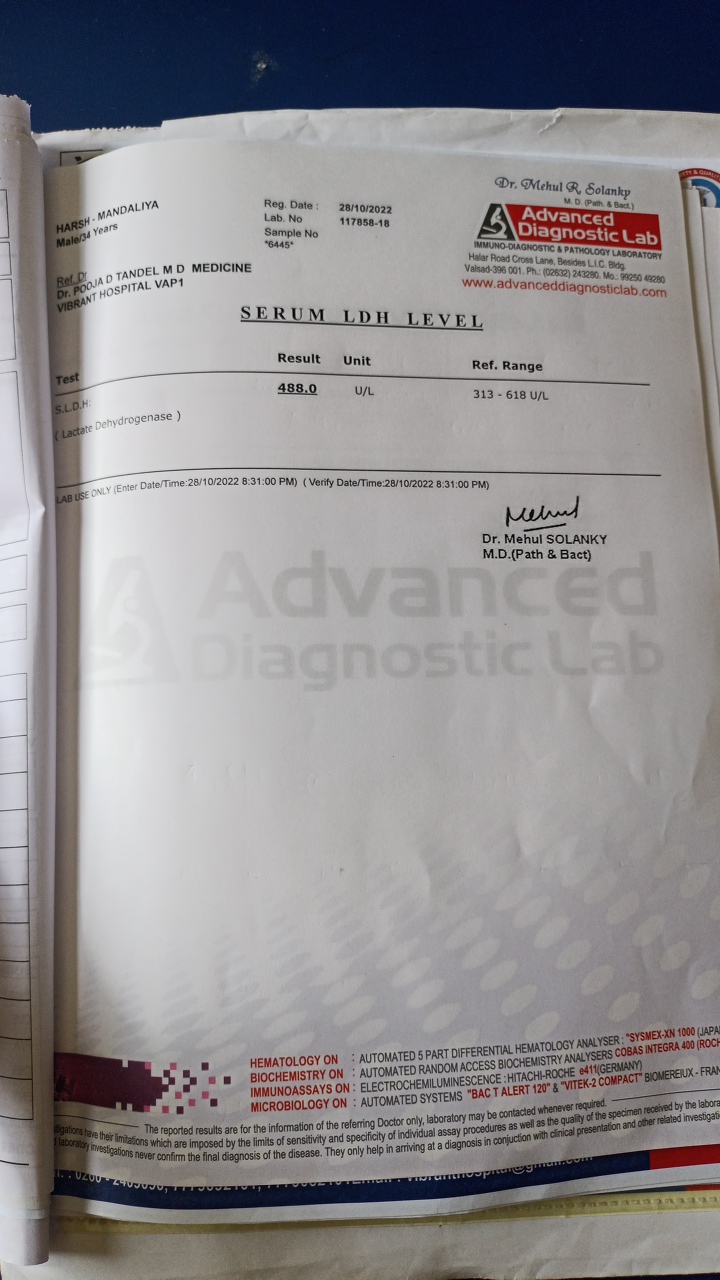 Dr. Mehul R. Solanky
M. D. (Path. & Bact.)
Advanced
Diagnostic Lab
IMMUNO-DIAGNOSTIC & PATHOLOGY LABORATORY
Halar Road Cross Lane, Besides L.I.C. Bldg.
Valsad-396 001. Ph.: (02632) 243280. Mo.: 99250 49280
www.advanceddiagnosticlab.com
HARSH - MANDALIYA
Male/34 Years
Reg. Date : 28/10/2022
Lab. No 117858-18
Sample No
*6445*
Ref. Dr
Dr. POOJA D TANDEL M D MEDICINE
VIBRANT HOSPITAL VAP1
SERUM LDH LEVEL
Test Result Unit Ref. Range
S.L.D.H: 488.0 U/L 313 - 618 U/L
( Lactate Dehydrogenase )
LAB USE ONLY (Enter Date/Time:28/10/2022 8:31:00 PM) ( Verify Date/Time:28/10/2022 8:31:00 PM)
Mehul
Dr. Mehul SOLANKY
M.D.(Path & Bact)
Advanced
Diagnostic Lab
HEMATOLOGY ON : AUTOMATED 5 PART DIFFERENTIAL HEMATOLOGY ANALYSER : "SYSMEX-XN 1000 (JAPA
BIOCHEMISTRY ON : AUTOMATED RANDOM ACCESS BIOCHEMISTRY ANALYSERS COBAS INTEGRA 400 (ROCH
IMMUNOASSAYS ON : ELECTROCHEMILUMINESCENCE : HITACHI-ROCHE e411(GERMANY)
MICROBIOLOGY ON : AUTOMATED SYSTEMS "BAC T ALERT 120" & "VITEK-2 COMPACT" BIOMEREIUX - FRAN
The reported results are for the information of the referring Doctor only, laboratory may be contacted whenever required.
have their limitations which are imposed by the limits of sensitivity and specificity of individual assay procedures as well as the quality of the specimen received by the labora
laboratory investigations never confirm the final diagnosis of the disease. They only help in arriving at a diagnosis in conjuction with clinical presentation and other related investigati